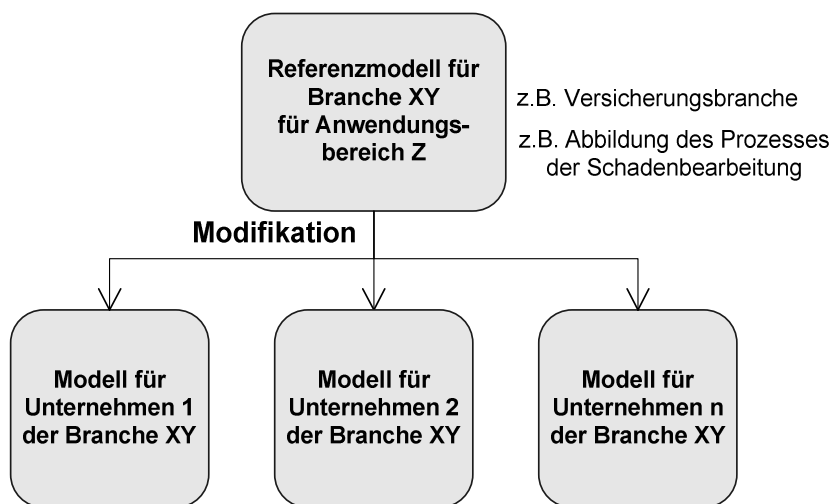 Referenzmodell für
Branche XY
für Anwendungs-
bereich Z
z.B. Versicherungsbranche
z.B. Abbildung des Prozesses
der Schadenbearbeitung
Modifikation
Modell für
Unternehmen 1
der Branche XY
Modell für
Unternehmen 2
der Branche XY
Modell für
Unternehmen n
der Branche XY